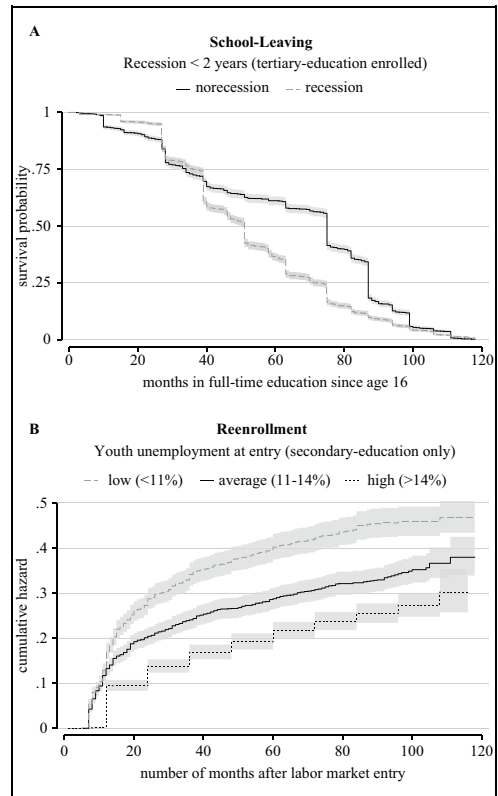 A
School-Leaving
Recession < 2 years (tertiary-education enrolled)
norecession recession
survival probability
1
.75
.50
.25
0
0 20 40 60 80 100 120
months in full-time education since age 16
B
Reenrollment
Youth unemployment at entry (secondary-education only)
low (<11%) average (11-14%) high (>14%)
cumulative hazard
.5
.4
.3
.2
.1
0
0 20 40 60 80 100 120
number of months after labor market entry